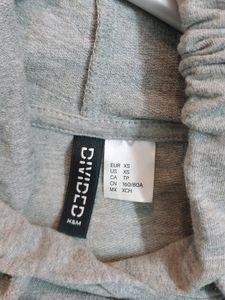 DIVIDED
H&M
EUR XS
US XS
CA TP
CN 160/80A
MX XCH